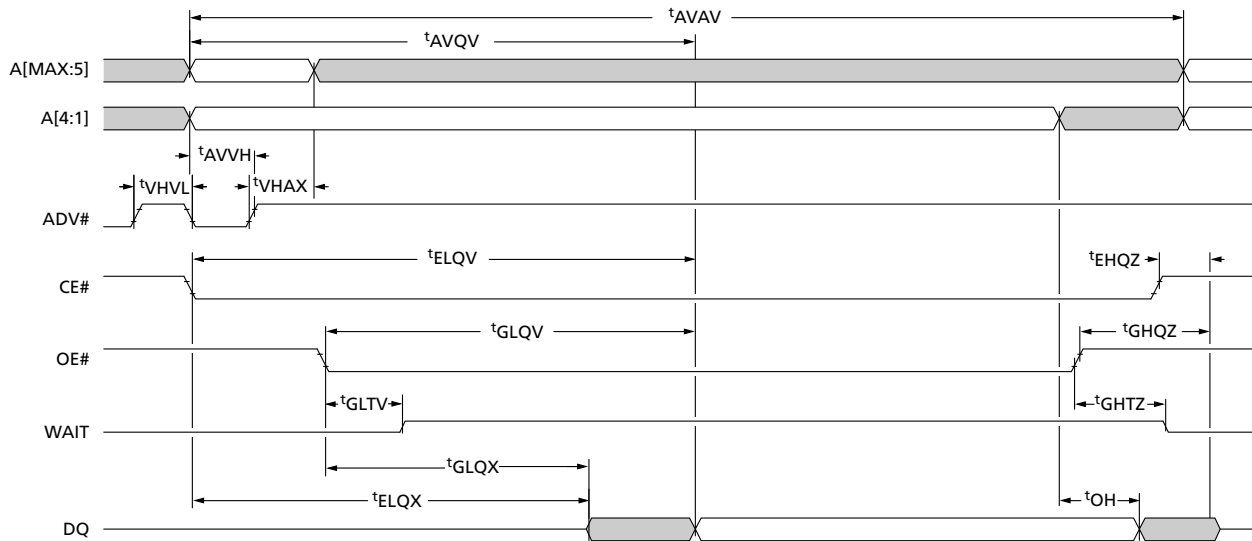 tAVAV
tAVQV
A[MAX:5]
A[4:1]
tAVVH
tVHVL
tVHAX
ADV#
tELQV
tEHQZ
CE#
tGLQV
tGHQZ
OE#
tGLTV
tGHTZ
WAIT
tGLQX
tELQX
tOH
DQ